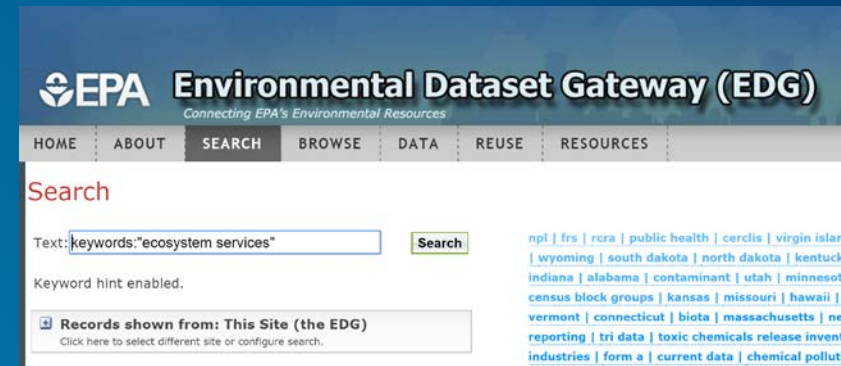 EPA Environmental Dataset Gateway (EDG)
Connecting EPA's Environmental Resources
HOME ABOUT SEARCH BROWSE DATA REUSE RESOURCES
Search
Text: keywords:"ecosystem services" Search
Keyword hint enabled.
Records shown from: This Site (the EDG)
Click here to select different site or configure search.
npl | frs | rcra | public health | cerclis | virgin islan
| wyoming | south dakota | north dakota | kentuck
indiana | alabama | contaminant | utah | minnesot
census block groups | kansas | missouri | hawaii |
vermont | connecticut | biota | massachusetts | ne
reporting | tri data | toxic chemicals release invent
industries | form a | current data | chemical pollut